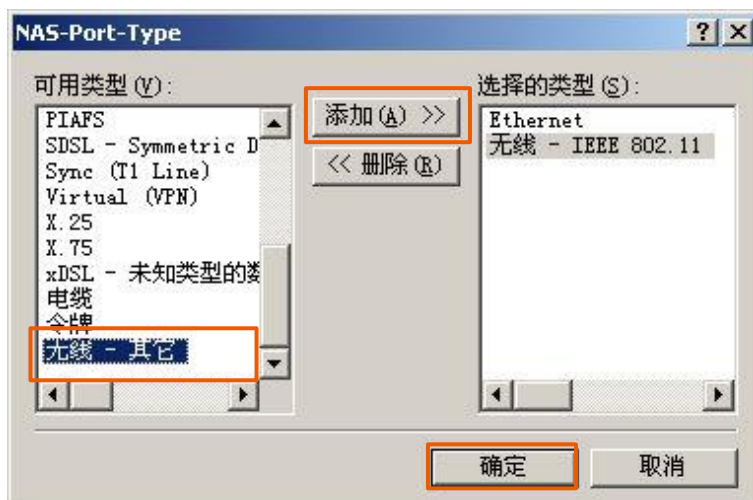 NAS-Port-Type
可用类型(V):
选择的类型(S):
PIAFS
SDSL - Symmetric D
Sync (T1 Line)
Virtual (VPN)
X.25
X.75
xDSL - 未知类型的数
电缆
令牌
无线 - 其它
添加(A) >>
<< 删除(R)
Ethernet
无线 - IEEE 802.11
确定
取消